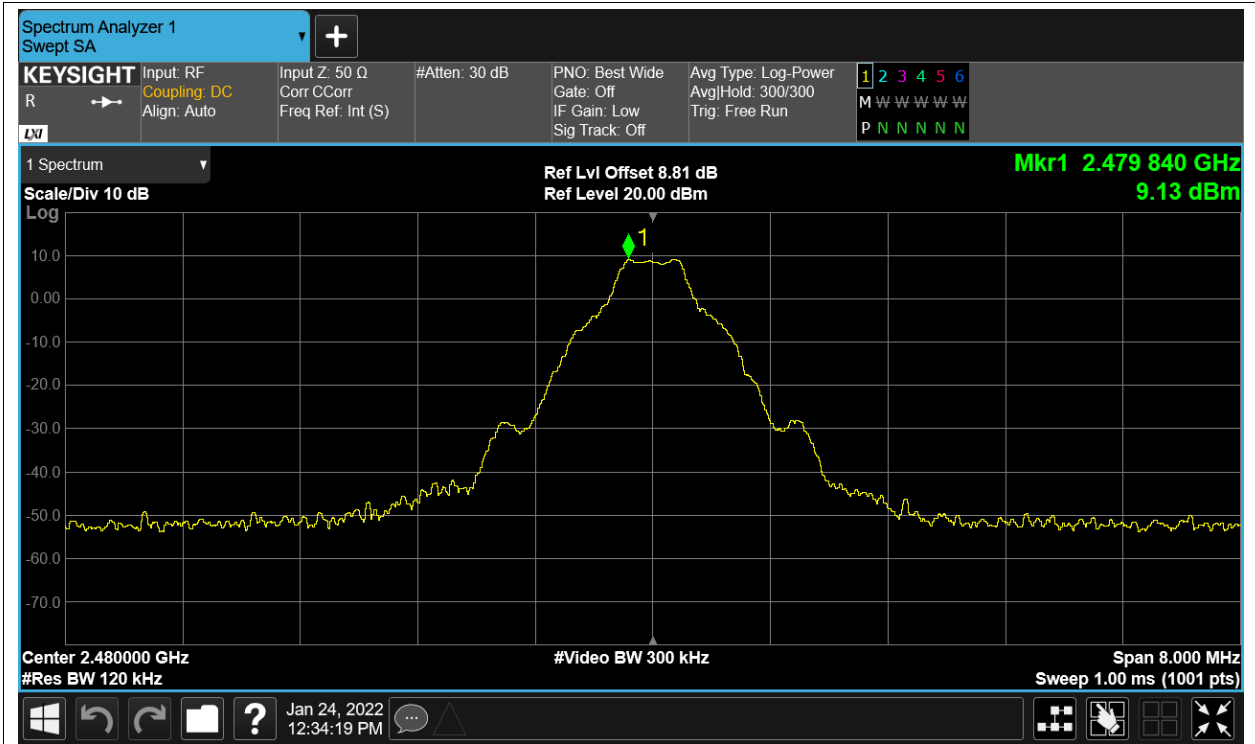 Spectrum Analyzer 1
Swept SA
KEYSIGHT
R
LXI
Input: RF
Coupling: DC
Align: Auto
Input Z: 50 Ω
Corr CCorr
Freq Ref: Int (S)
#Atten: 30 dB
PNO: Best Wide
Gate: Off
IF Gain: Low
Sig Track: Off
Avg Type: Log-Power
Avg|Hold: 300/300
Trig: Free Run
1 2 3 4 5 6
M W W W W W W
P N N N N N
1 Spectrum
Scale/Div 10 dB
Ref Lvl Offset 8.81 dB
Ref Level 20.00 dBm
Mkr1 2.479 840 GHz
9.13 dBm
Log
1
10.0
0.00
-10.0
-20.0
-30.0
-40.0
-50.0
-60.0
-70.0
Center 2.480000 GHz
#Video BW 300 kHz
Span 8.000 MHz
#Res BW 120 kHz
Sweep 1.00 ms (1001 pts)
?
Jan 24, 2022
12:34:19 PM